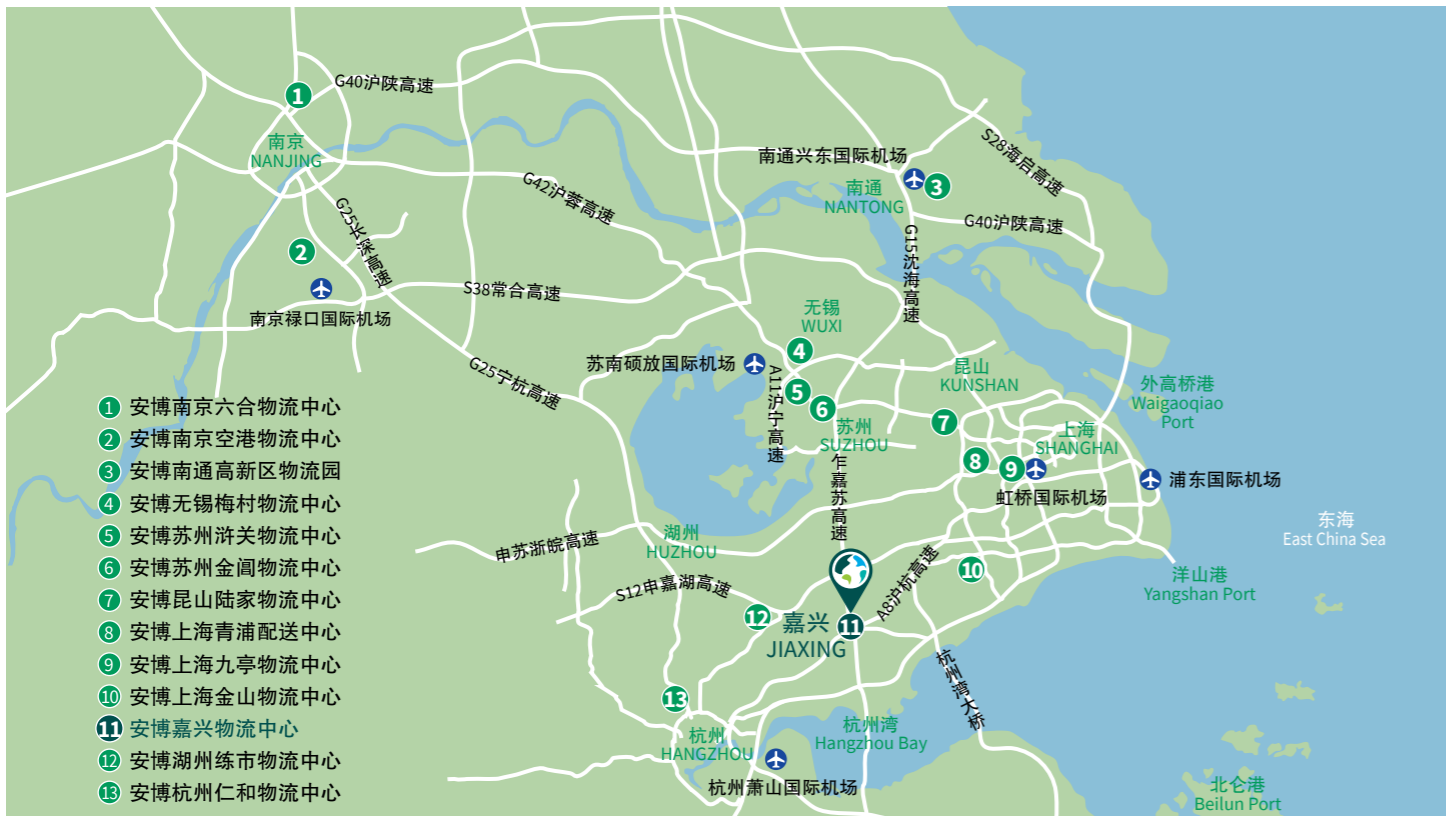 1
G40沪陕高速
南京
NANJING
南通兴东国际机场
S28海启高速
3
南通
NANTONG
G42沪蓉高速
G25长深高速
G40沪陕高速
G15沈海高速
2
S38常合高速
南京禄口国际机场
无锡
WUXI
4
苏南硕放国际机场
G25宁杭高速
A11沪宁高速
5
6
昆山
KUNSHAN
外高桥港
Waigaoqiao
Port
7
苏州
SUZHOU
上海
SHANGHAI
8
9
虹桥国际机场
浦东国际机场
乍嘉苏高速
东海
East China Sea
湖州
HUZHOU
申苏浙皖高速
S12申嘉湖高速
A8沪杭高速
10
洋山港
Yangshan Port
12
嘉兴
JIAXING
11
杭州湾大桥
13
杭州
HANGZHOU
杭州湾
Hangzhou Bay
杭州萧山国际机场
北仑港
Beilun Port
1 安博南京六合物流中心
2 安博南京空港物流中心
3 安博南通高新区物流园
4 安博无锡梅村物流中心
5 安博苏州浒关物流中心
6 安博苏州金阊物流中心
7 安博昆山陆家物流中心
8 安博上海青浦配送中心
9 安博上海九亭物流中心
10 安博上海金山物流中心
11 安博嘉兴物流中心
12 安博湖州练市物流中心
13 安博杭州仁和物流中心